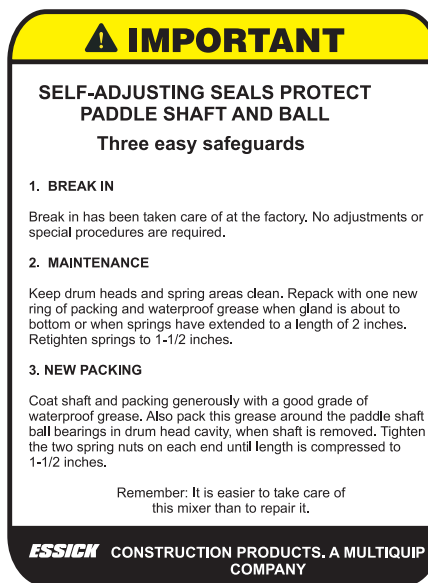 IMPORTANT
SELF-ADJUSTING SEALS PROTECT
PADDLE SHAFT AND BALL
Three easy safeguards
1. BREAK IN
Break in has been taken care of at the factory. No adjustments or
special procedures are required.
2. MAINTENANCE
Keep drum heads and spring areas clean. Repack with one new
ring of packing and waterproof grease when gland is about to
bottom or when springs have extended to a length of 2 inches.
Retighten springs to 1-1/2 inches.
3. NEW PACKING
Coat shaft and packing generously with a good grade of
waterproof grease. Also pack this grease around the paddle shaft
ball bearings in drum head cavity, when shaft is removed. Tighten
the two spring nuts on each end until length is compressed to
1-1/2 inches.
Remember: It is easier to take care of
this mixer than to repair it.
ESSICK CONSTRUCTION PRODUCTS. A MULTIQUIP
COMPANY